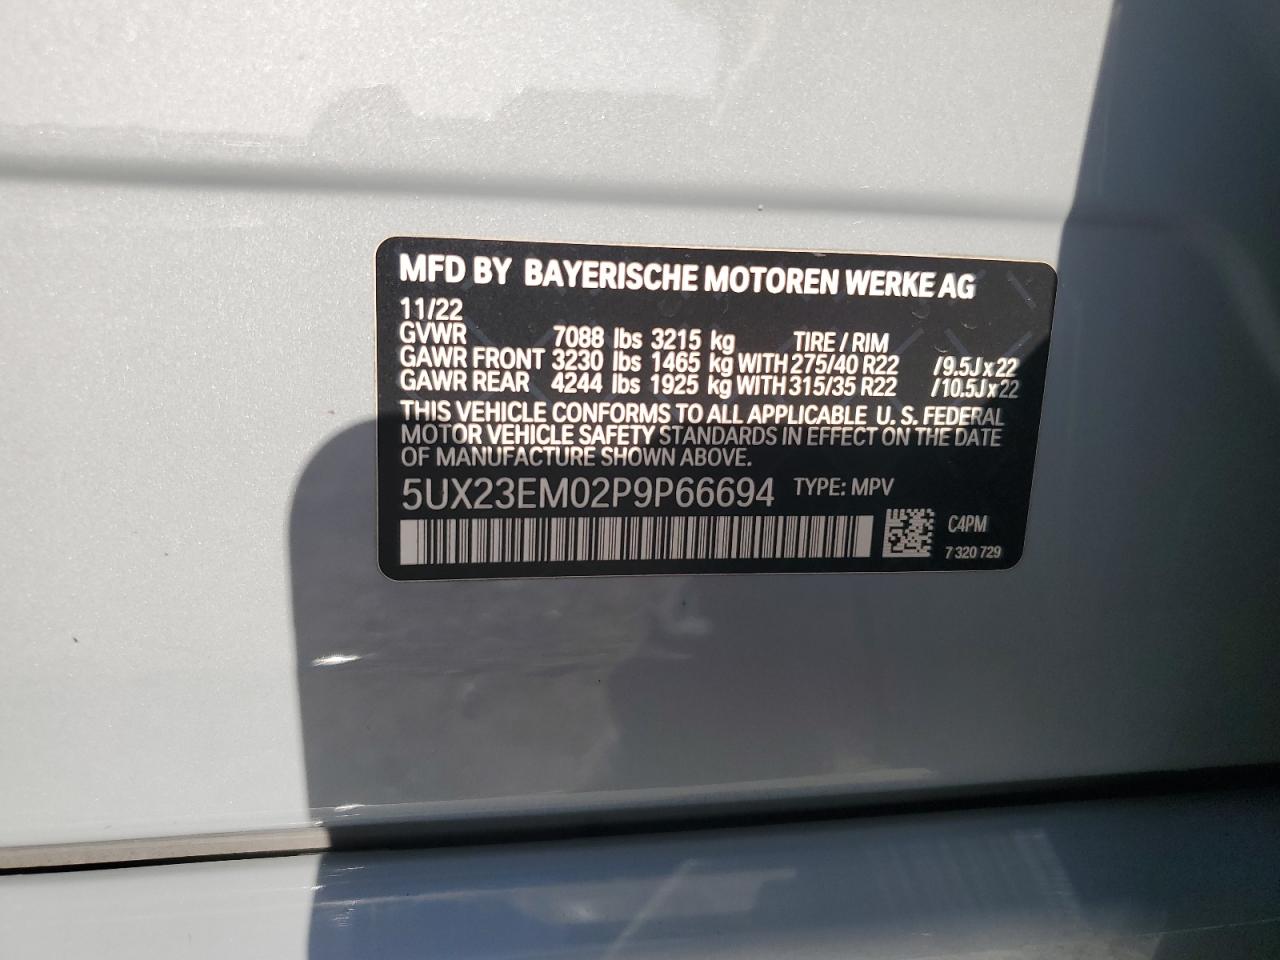 MFD BY BAYERISCHE MOTOREN WERKE AG
11/22
GVWR 7088 lbs 3215 kg TIRE / RIM
GAWR FRONT 3230 lbs 1465 kg WITH 275/40 R22 /9.5J x 22
GAWR REAR 4244 lbs 1925 kg WITH 315/35 R22 /10.5J x 22
THIS VEHICLE CONFORMS TO ALL APPLICABLE U. S. FEDERAL
MOTOR VEHICLE SAFETY STANDARDS IN EFFECT ON THE DATE
OF MANUFACTURE SHOWN ABOVE.
5UX23EM02P9P66694 TYPE: MPV
C4PM
7 320 729